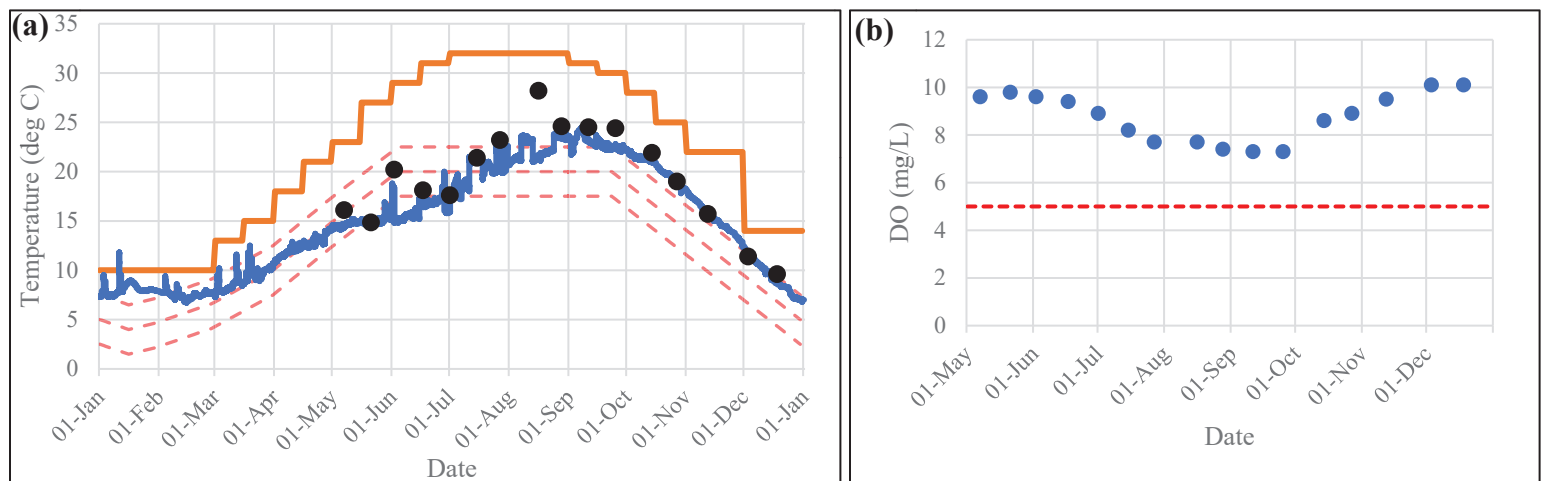 (a)
Temperature (deg C)
35
30
25
20
15
10
5
0
01-Jan
01-Feb
01-Mar
01-Apr
01-May
01-Jun
01-Jul
01-Aug
01-Sep
01-Oct
01-Nov
01-Dec
01-Jan
Date
(b)
DO (mg/L)
12
10
8
6
4
2
0
01-May
01-Jun
01-Jul
01-Aug
01-Sep
01-Oct
01-Nov
01-Dec
Date